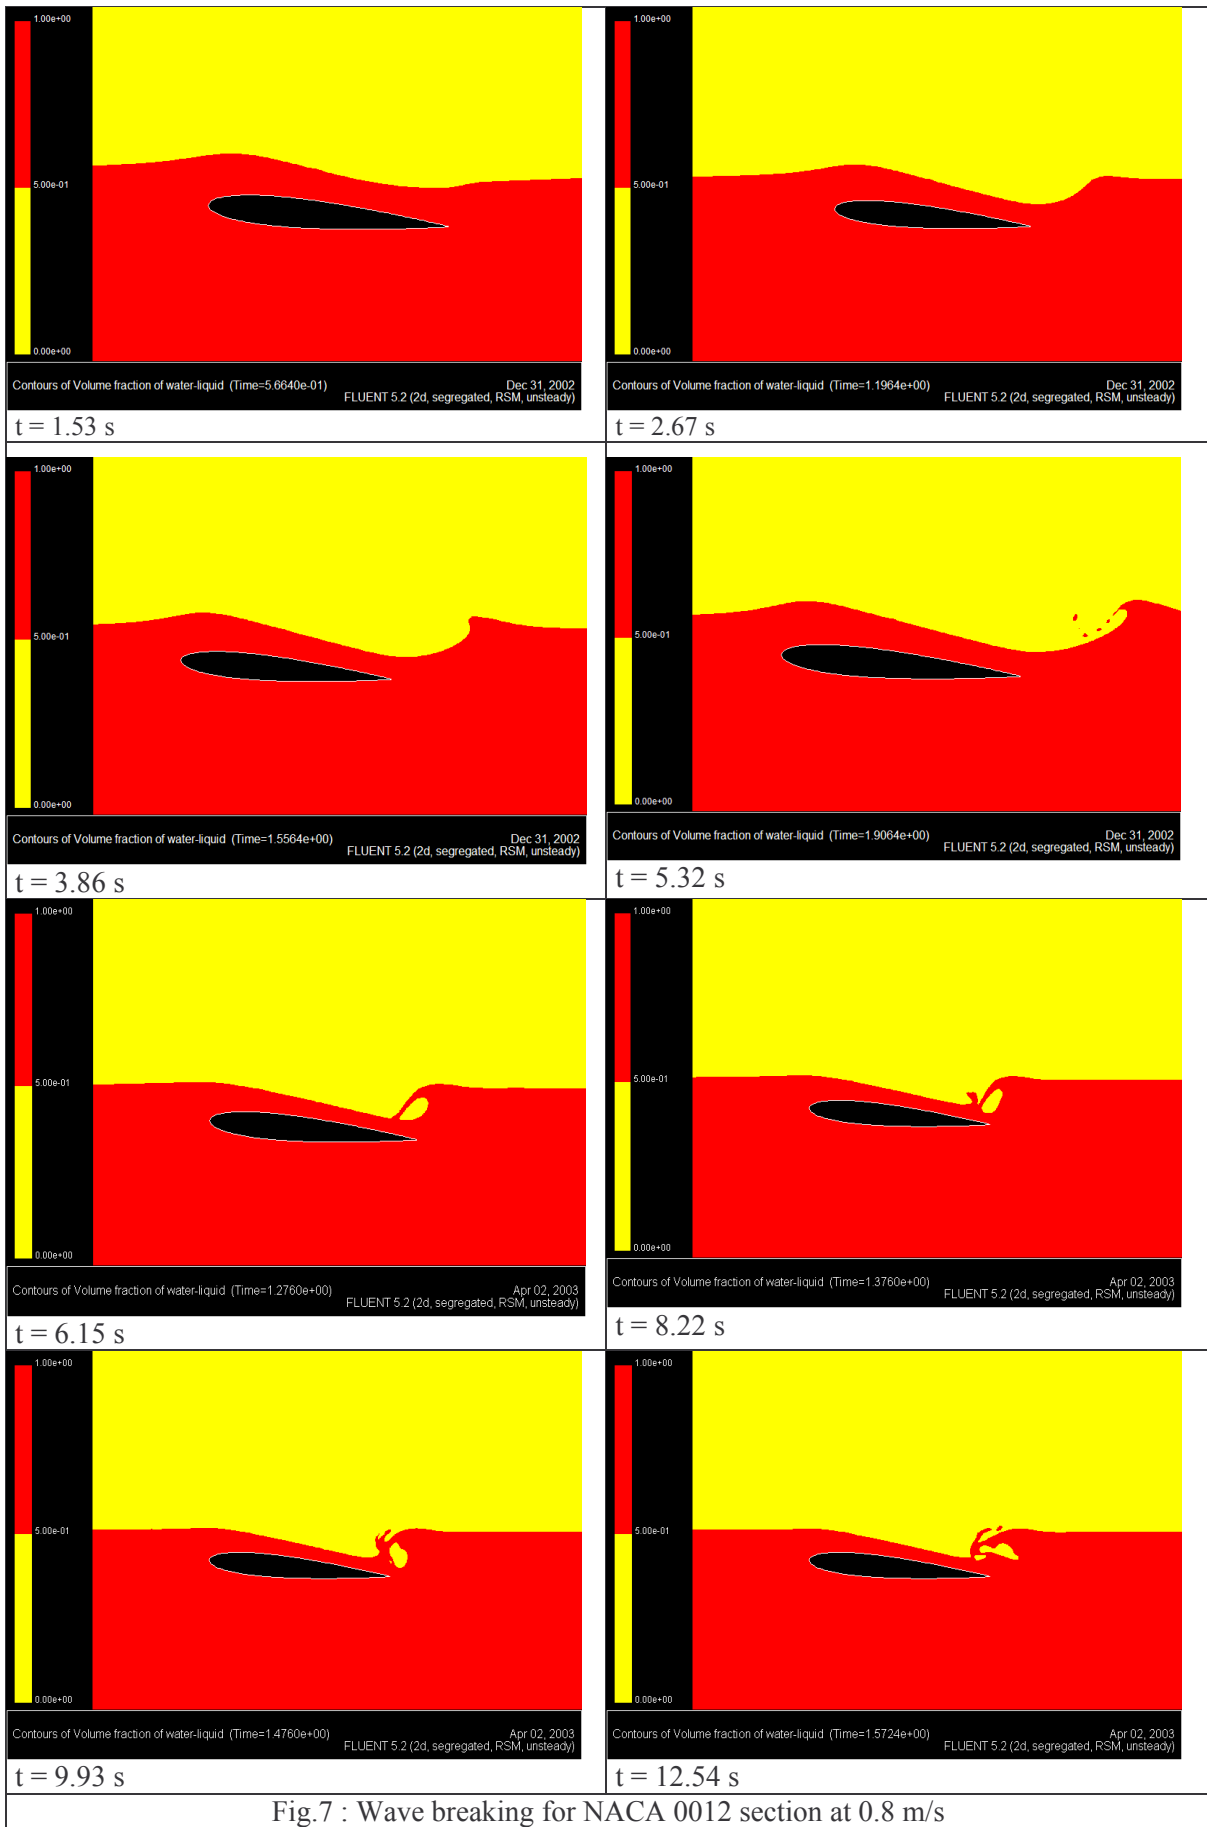 1.00e+00
5.00e-01
0.00e+00
Contours of Volume fraction of water-liquid (Time=5.6640e-01) Dec 31, 2002
FLUENT 5.2 (2d, segregated, RSM, unsteady)
t = 1.53 s
1.00e+00
5.00e-01
0.00e+00
Contours of Volume fraction of water-liquid (Time=1.1964e+00) Dec 31, 2002
FLUENT 5.2 (2d, segregated, RSM, unsteady)
t = 2.67 s
1.00e+00
5.00e-01
0.00e+00
Contours of Volume fraction of water-liquid (Time=1.5564e+00) Dec 31, 2002
FLUENT 5.2 (2d, segregated, RSM, unsteady)
t = 3.86 s
1.00e+00
5.00e-01
0.00e+00
Contours of Volume fraction of water-liquid (Time=1.9064e+00) Dec 31, 2002
FLUENT 5.2 (2d, segregated, RSM, unsteady)
t = 5.32 s
1.00e+00
5.00e-01
0.00e+00
Contours of Volume fraction of water-liquid (Time=1.2760e+00) Apr 02, 2003
FLUENT 5.2 (2d, segregated, RSM, unsteady)
t = 6.15 s
1.00e+00
5.00e-01
0.00e+00
Contours of Volume fraction of water-liquid (Time=1.3760e+00) Apr 02, 2003
FLUENT 5.2 (2d, segregated, RSM, unsteady)
t = 8.22 s
1.00e+00
5.00e-01
0.00e+00
Contours of Volume fraction of water-liquid (Time=1.4760e+00) Apr 02, 2003
FLUENT 5.2 (2d, segregated, RSM, unsteady)
t = 9.93 s
1.00e+00
5.00e-01
0.00e+00
Contours of Volume fraction of water-liquid (Time=1.5724e+00) Apr 02, 2003
FLUENT 5.2 (2d, segregated, RSM, unsteady)
t = 12.54 s
Fig.7 : Wave breaking for NACA 0012 section at 0.8 m/s